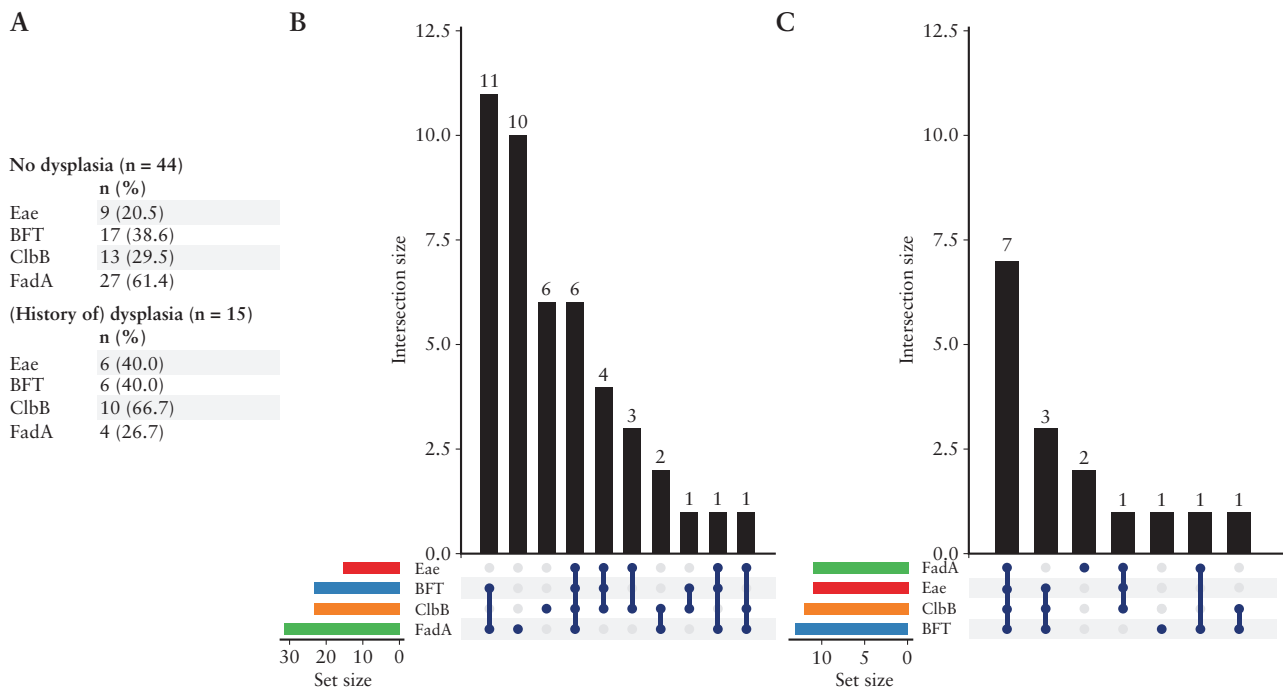 A
No dysplasia (n = 44)
n (%)
Eae 9 (20.5)
BFT 17 (38.6)
ClbB 13 (29.5)
FadA 27 (61.4)
(History of) dysplasia (n = 15)
n (%)
Eae 6 (40.0)
BFT 6 (40.0)
ClbB 10 (66.7)
FadA 4 (26.7)
B
12.5
10.0
7.5
5.0
2.5
0.0
Intersection size
11 10 6 6 4 3 2 1 1 1
Eae
BFT
ClbB
FadA
30 20 10 0
Set size
C
12.5
10.0
7.5
5.0
2.5
0.0
Intersection size
7 3 2 1 1 1 1
FadA
Eae
ClbB
BFT
10 0
Set size